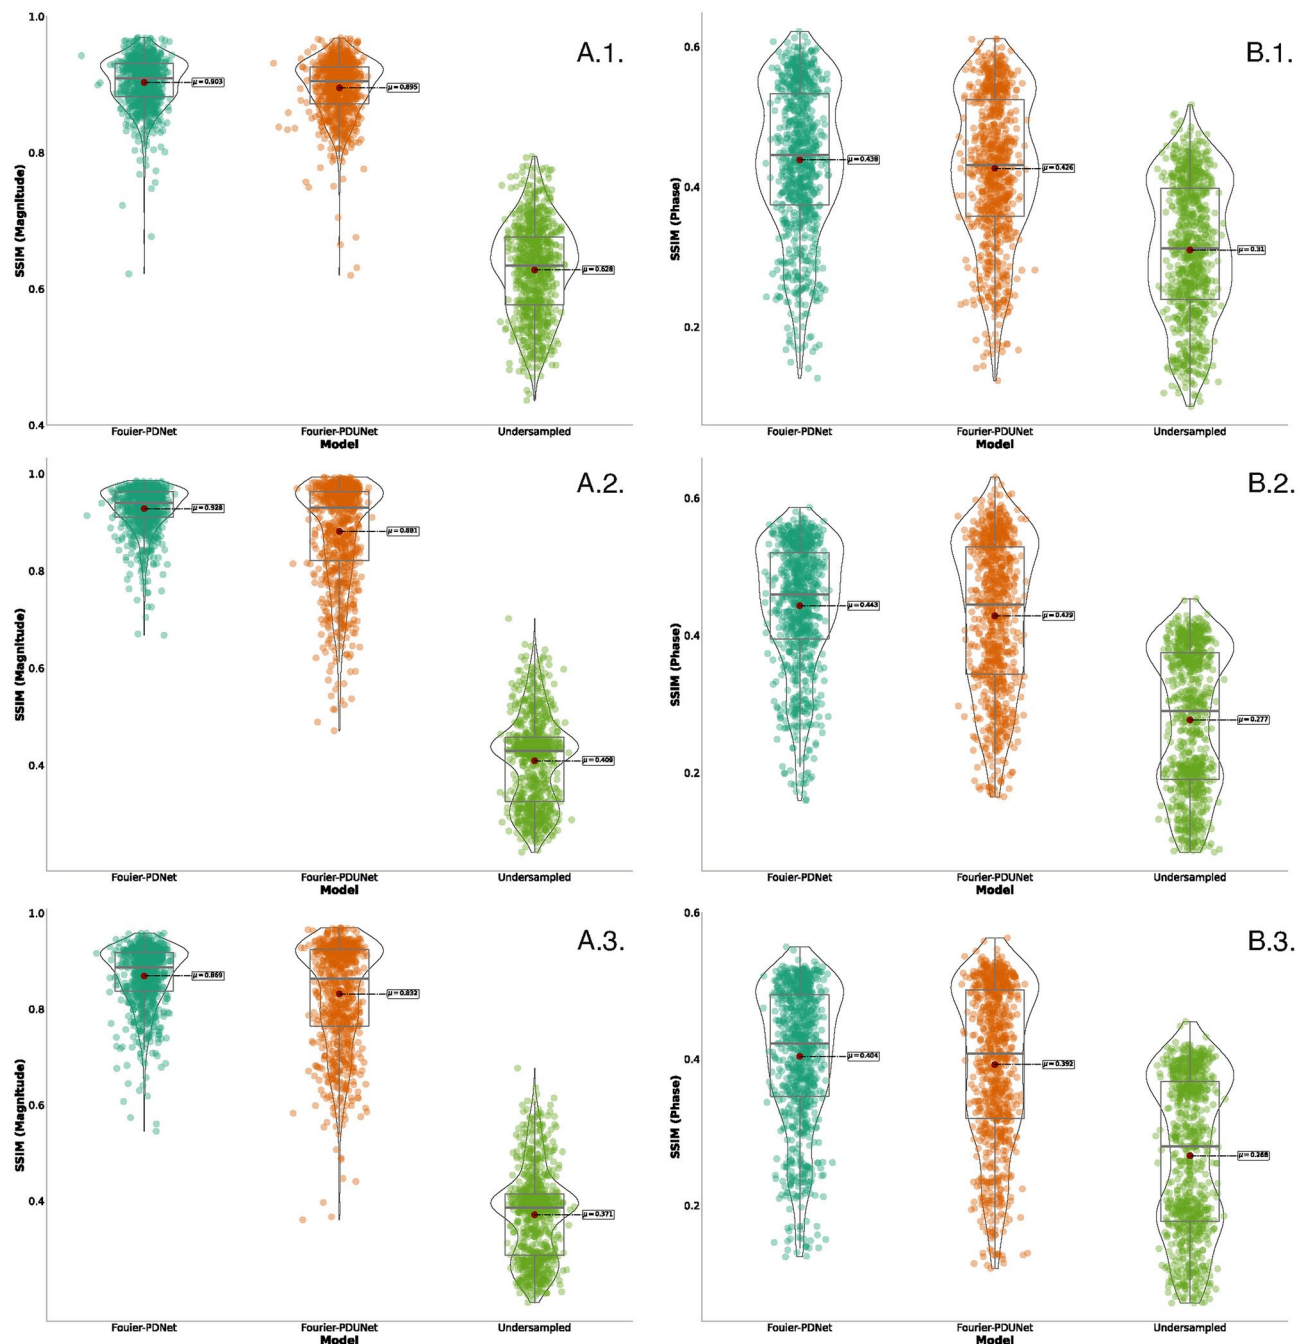 A.1.
SSIM (Magnitude)
1.0
0.8
0.6
0.4
μ = 0.903
μ = 0.895
μ = 0.628
Fouier-PDNet
Fourier-PDUNet
Undersampled
Model
B.1.
SSIM (Phase)
0.6
0.4
0.2
μ = 0.438
μ = 0.426
μ = 0.31
Fouier-PDNet
Fourier-PDUNet
Undersampled
Model
A.2.
SSIM (Magnitude)
1.0
0.8
0.6
0.4
μ = 0.928
μ = 0.881
μ = 0.409
Fouier-PDNet
Fourier-PDUNet
Undersampled
Model
B.2.
SSIM (Phase)
0.6
0.4
0.2
μ = 0.443
μ = 0.429
μ = 0.277
Fouier-PDNet
Fourier-PDUNet
Undersampled
Model
A.3.
SSIM (Magnitude)
1.0
0.8
0.6
0.4
μ = 0.869
μ = 0.832
μ = 0.371
Fouier-PDNet
Fourier-PDUNet
Undersampled
Model
B.3.
SSIM (Phase)
0.6
0.4
0.2
μ = 0.404
μ = 0.392
μ = 0.268
Fouier-PDNet
Fourier-PDUNet
Undersampled
Model